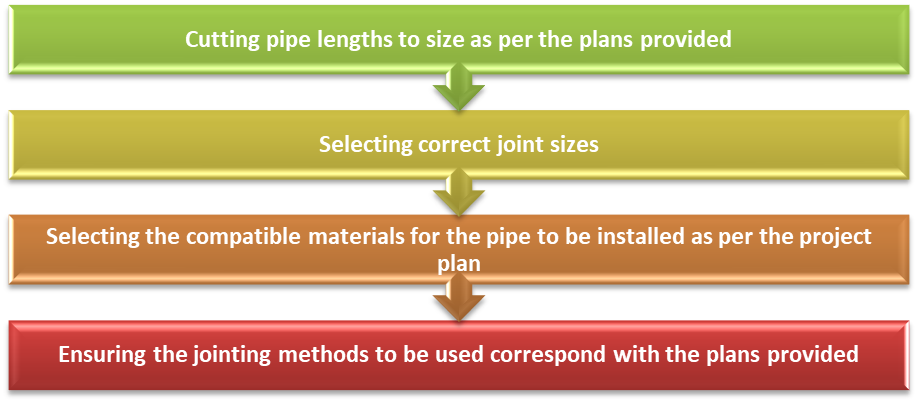 Cutting pipe lengths to size as per the plans provided
Selecting correct joint sizes
Selecting the compatible materials for the pipe to be installed as per the project
plan
Ensuring the jointing methods to be used correspond with the plans provided